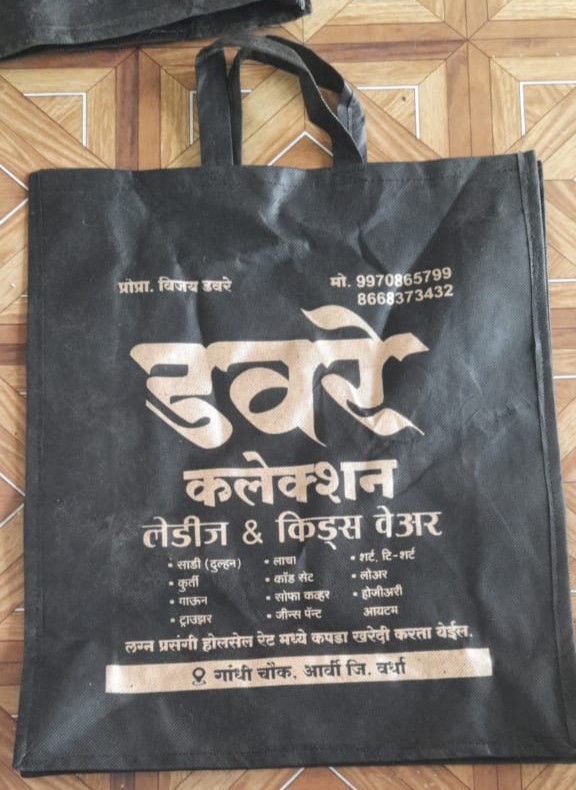 प्रोप्रा. विजय डवरे
मो. 9970865799
8668373432
डवरे
कलेक्शन
लेडीज & किड्स वेअर
• साडी (दुल्हन) • लाचा • शर्ट, टि-शर्ट
• कुर्ती • कॉड सेट • लोअर
• गाऊन • सोफा कव्हर • होजीअरी
• ट्राउझर • जीन्स पॅन्ट आयटम
लग्न प्रसंगी होलसेल रेट मध्ये कपडा खरेदी करता येईल.
गांधी चौक, आर्वी जि. वर्धा